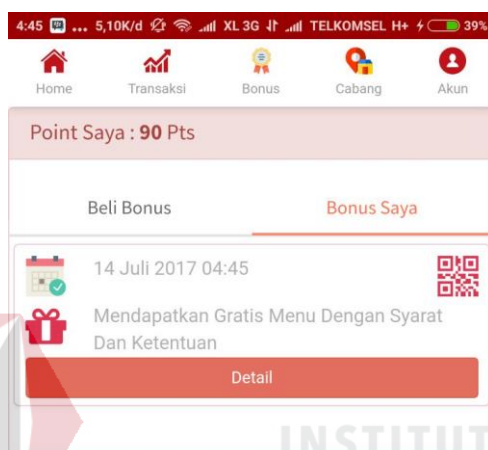 4:45 ... 5,10K/d XL 3G TELKOMSEL H+ 39%
Home Transaksi Bonus Cabang Akun
Point Saya : 90 Pts
Beli Bonus Bonus Saya
14 Juli 2017 04:45
Mendapatkan Gratis Menu Dengan Syarat
Dan Ketentuan
Detail
INSTITUT